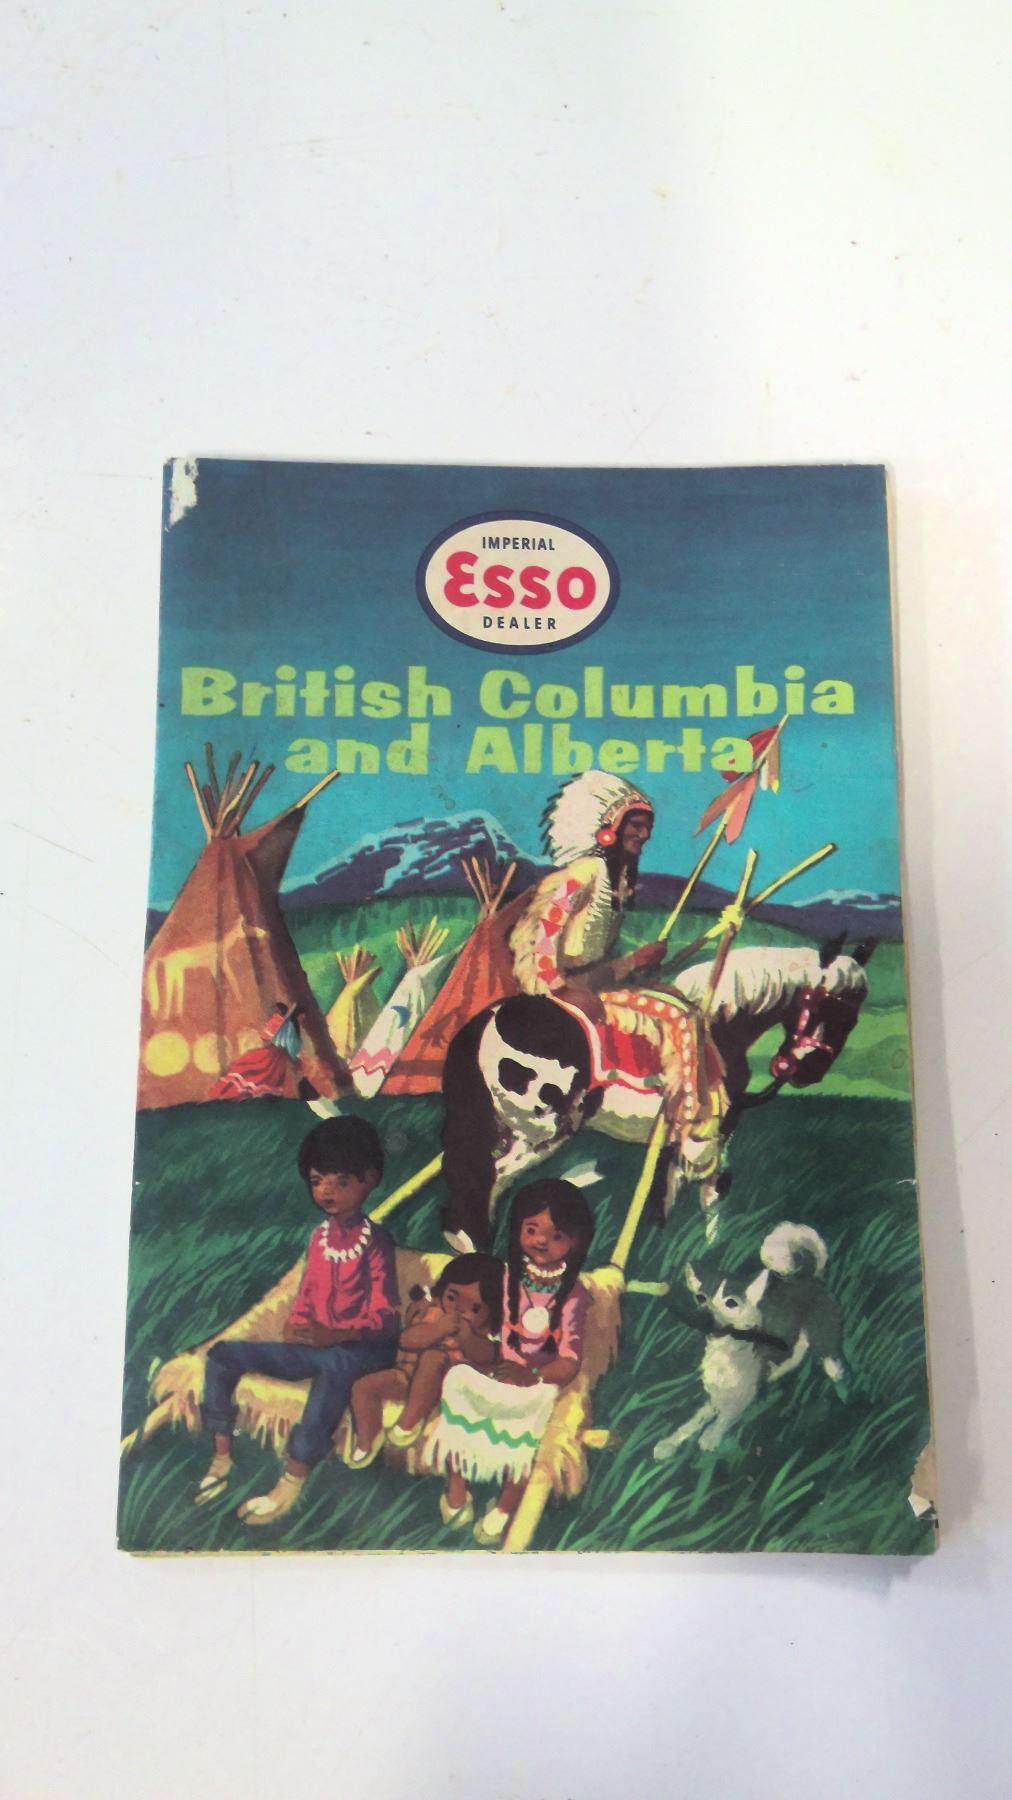 IMPERIAL
Esso
DEALER
British Columbia
and Alberta